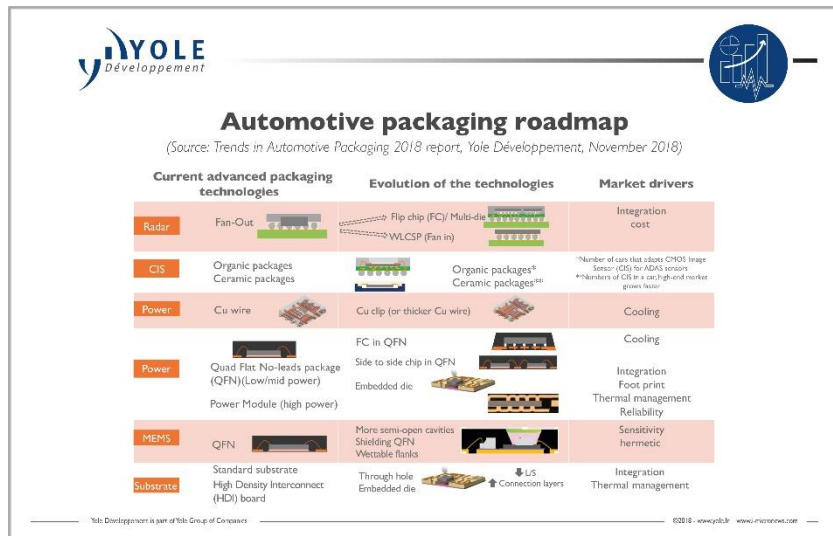 YOLE
Développement
Automotive packaging roadmap
(Source: Trends in Automotive Packaging 2018 report, Yole Développement, November 2018)
Current advanced packaging
technologies
Evolution of the technologies
Market drivers
Radar
Fan-Out
Flip chip (FC)/ Multi-die
WLCSP (Fan in)
Integration
cost
CIS
Organic packages
Ceramic packages
Organic packages*
Ceramic packages**
*Number of cars that adapts CMOS Image
Sensor (CIS) for ADAS sensors
**Numbers of CIS in a car, high-end market
grows faster
Power
Cu wire
Cu clip (or thicker Cu wire)
Cooling
Power
Quad Flat No-leads package
(QFN)(Low/mid power)
Power Module (high power)
FC in QFN
Side to side chip in QFN
Embedded die
Cooling
Integration
Foot print
Thermal management
Reliability
MEMS
QFN
More semi-open cavities
Shielding QFN
Wettable flanks
Sensitivity
hermetic
Substrate
Standard substrate
High Density Interconnect
(HDI) board
Through hole
Embedded die
L/S
Connection layers
Integration
Thermal management
Yole Développement is part of Yole Group of Companies
©2018 - www.yole.fr www.i-micronews.com